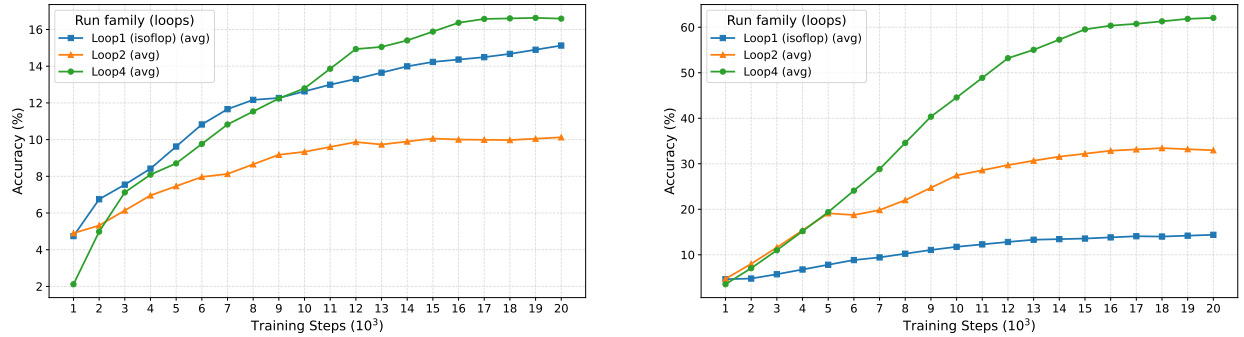 Accuracy (%)
16
14
12
10
8
6
4
2
Run family (loops)
Loop1 (isoflop) (avg)
Loop2 (avg)
Loop4 (avg)
1 2 3 4 5 6 7 8 9 10 11 12 13 14 15 16 17 18 19 20
Training Steps (10³)
Accuracy (%)
60
50
40
30
20
10
Run family (loops)
Loop1 (isoflop) (avg)
Loop2 (avg)
Loop4 (avg)
1 2 3 4 5 6 7 8 9 10 11 12 13 14 15 16 17 18 19 20
Training Steps (10³)